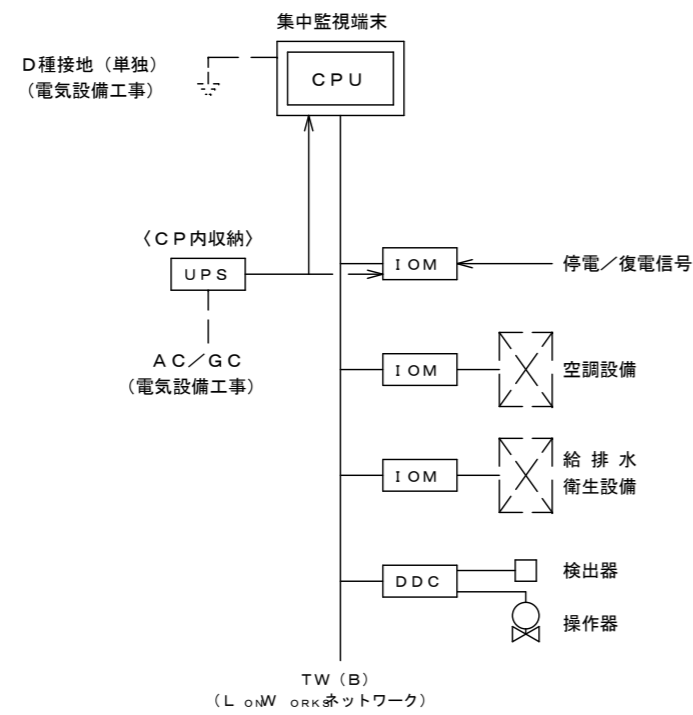 集中監視端末
D種接地（単独）
（電気設備工事）
CPU
〈CP内収納〉
UPS
IOM
停電／復電信号
AC／GC
（電気設備工事）
IOM
空調設備
IOM
給排水
衛生設備
DDC
検出器
操作器
TW（B）
（LONWORKSネットワーク）